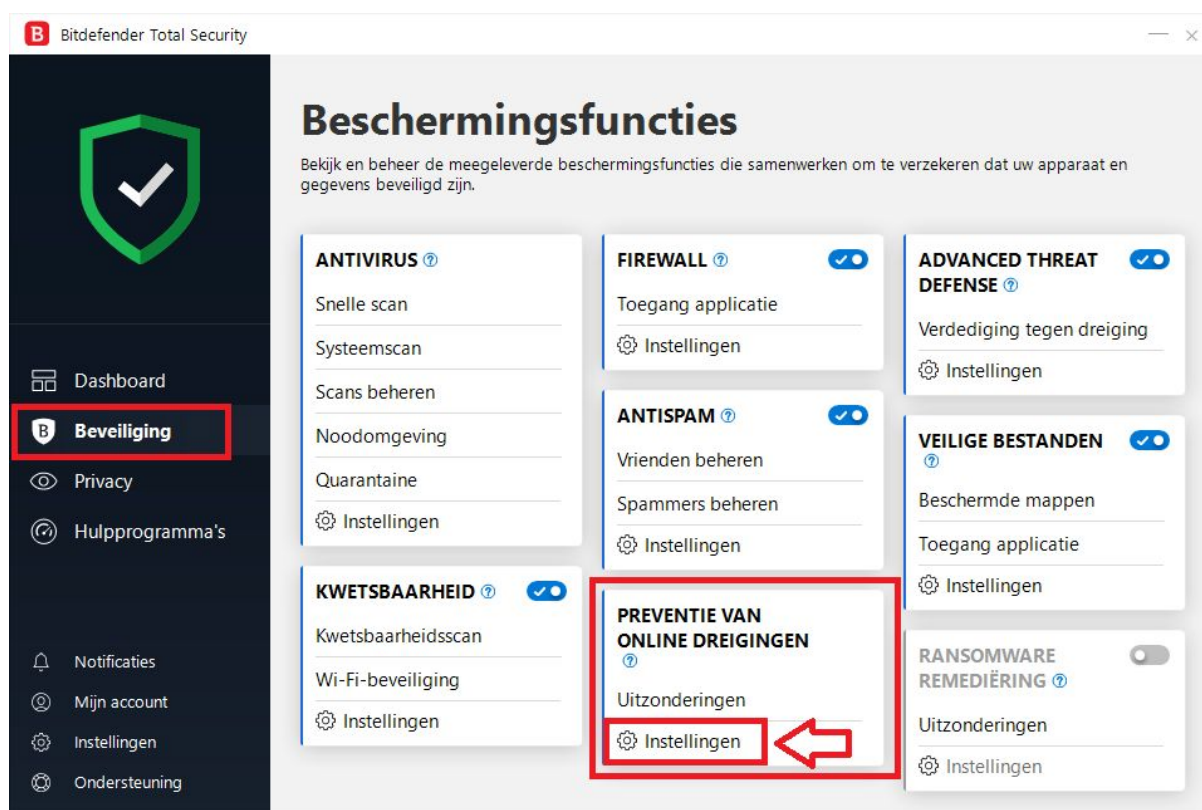 B Bitdefender Total Security
Dashboard
B Beveiliging
Privacy
Hulpprogramma's
Notificaties
Mijn account
Instellingen
Ondersteuning
Beschermingsfuncties
Bekijk en beheer de meegeleverde beschermingsfuncties die samenwerken om te verzekeren dat uw apparaat en
gegevens beveiligd zijn.
ANTIVIRUS ?
Snelle scan
Systeemscan
Scans beheren
Noodomgeving
Quarantaine
Instellingen
KWETSBAARHEID ?
Kwetsbaarheidsscan
Wi-Fi-beveiliging
Instellingen
FIREWALL ?
Toegang applicatie
Instellingen
ANTISPAM ?
Vrienden beheren
Spammers beheren
Instellingen
PREVENTIE VAN
ONLINE DREIGINGEN
?
Uitzonderingen
Instellingen
ADVANCED THREAT
DEFENSE ?
Verdediging tegen dreiging
Instellingen
VEILIGE BESTANDEN
?
Beschermde mappen
Toegang applicatie
Instellingen
RANSOMWARE
REMEDIËRING ?
Uitzonderingen
Instellingen